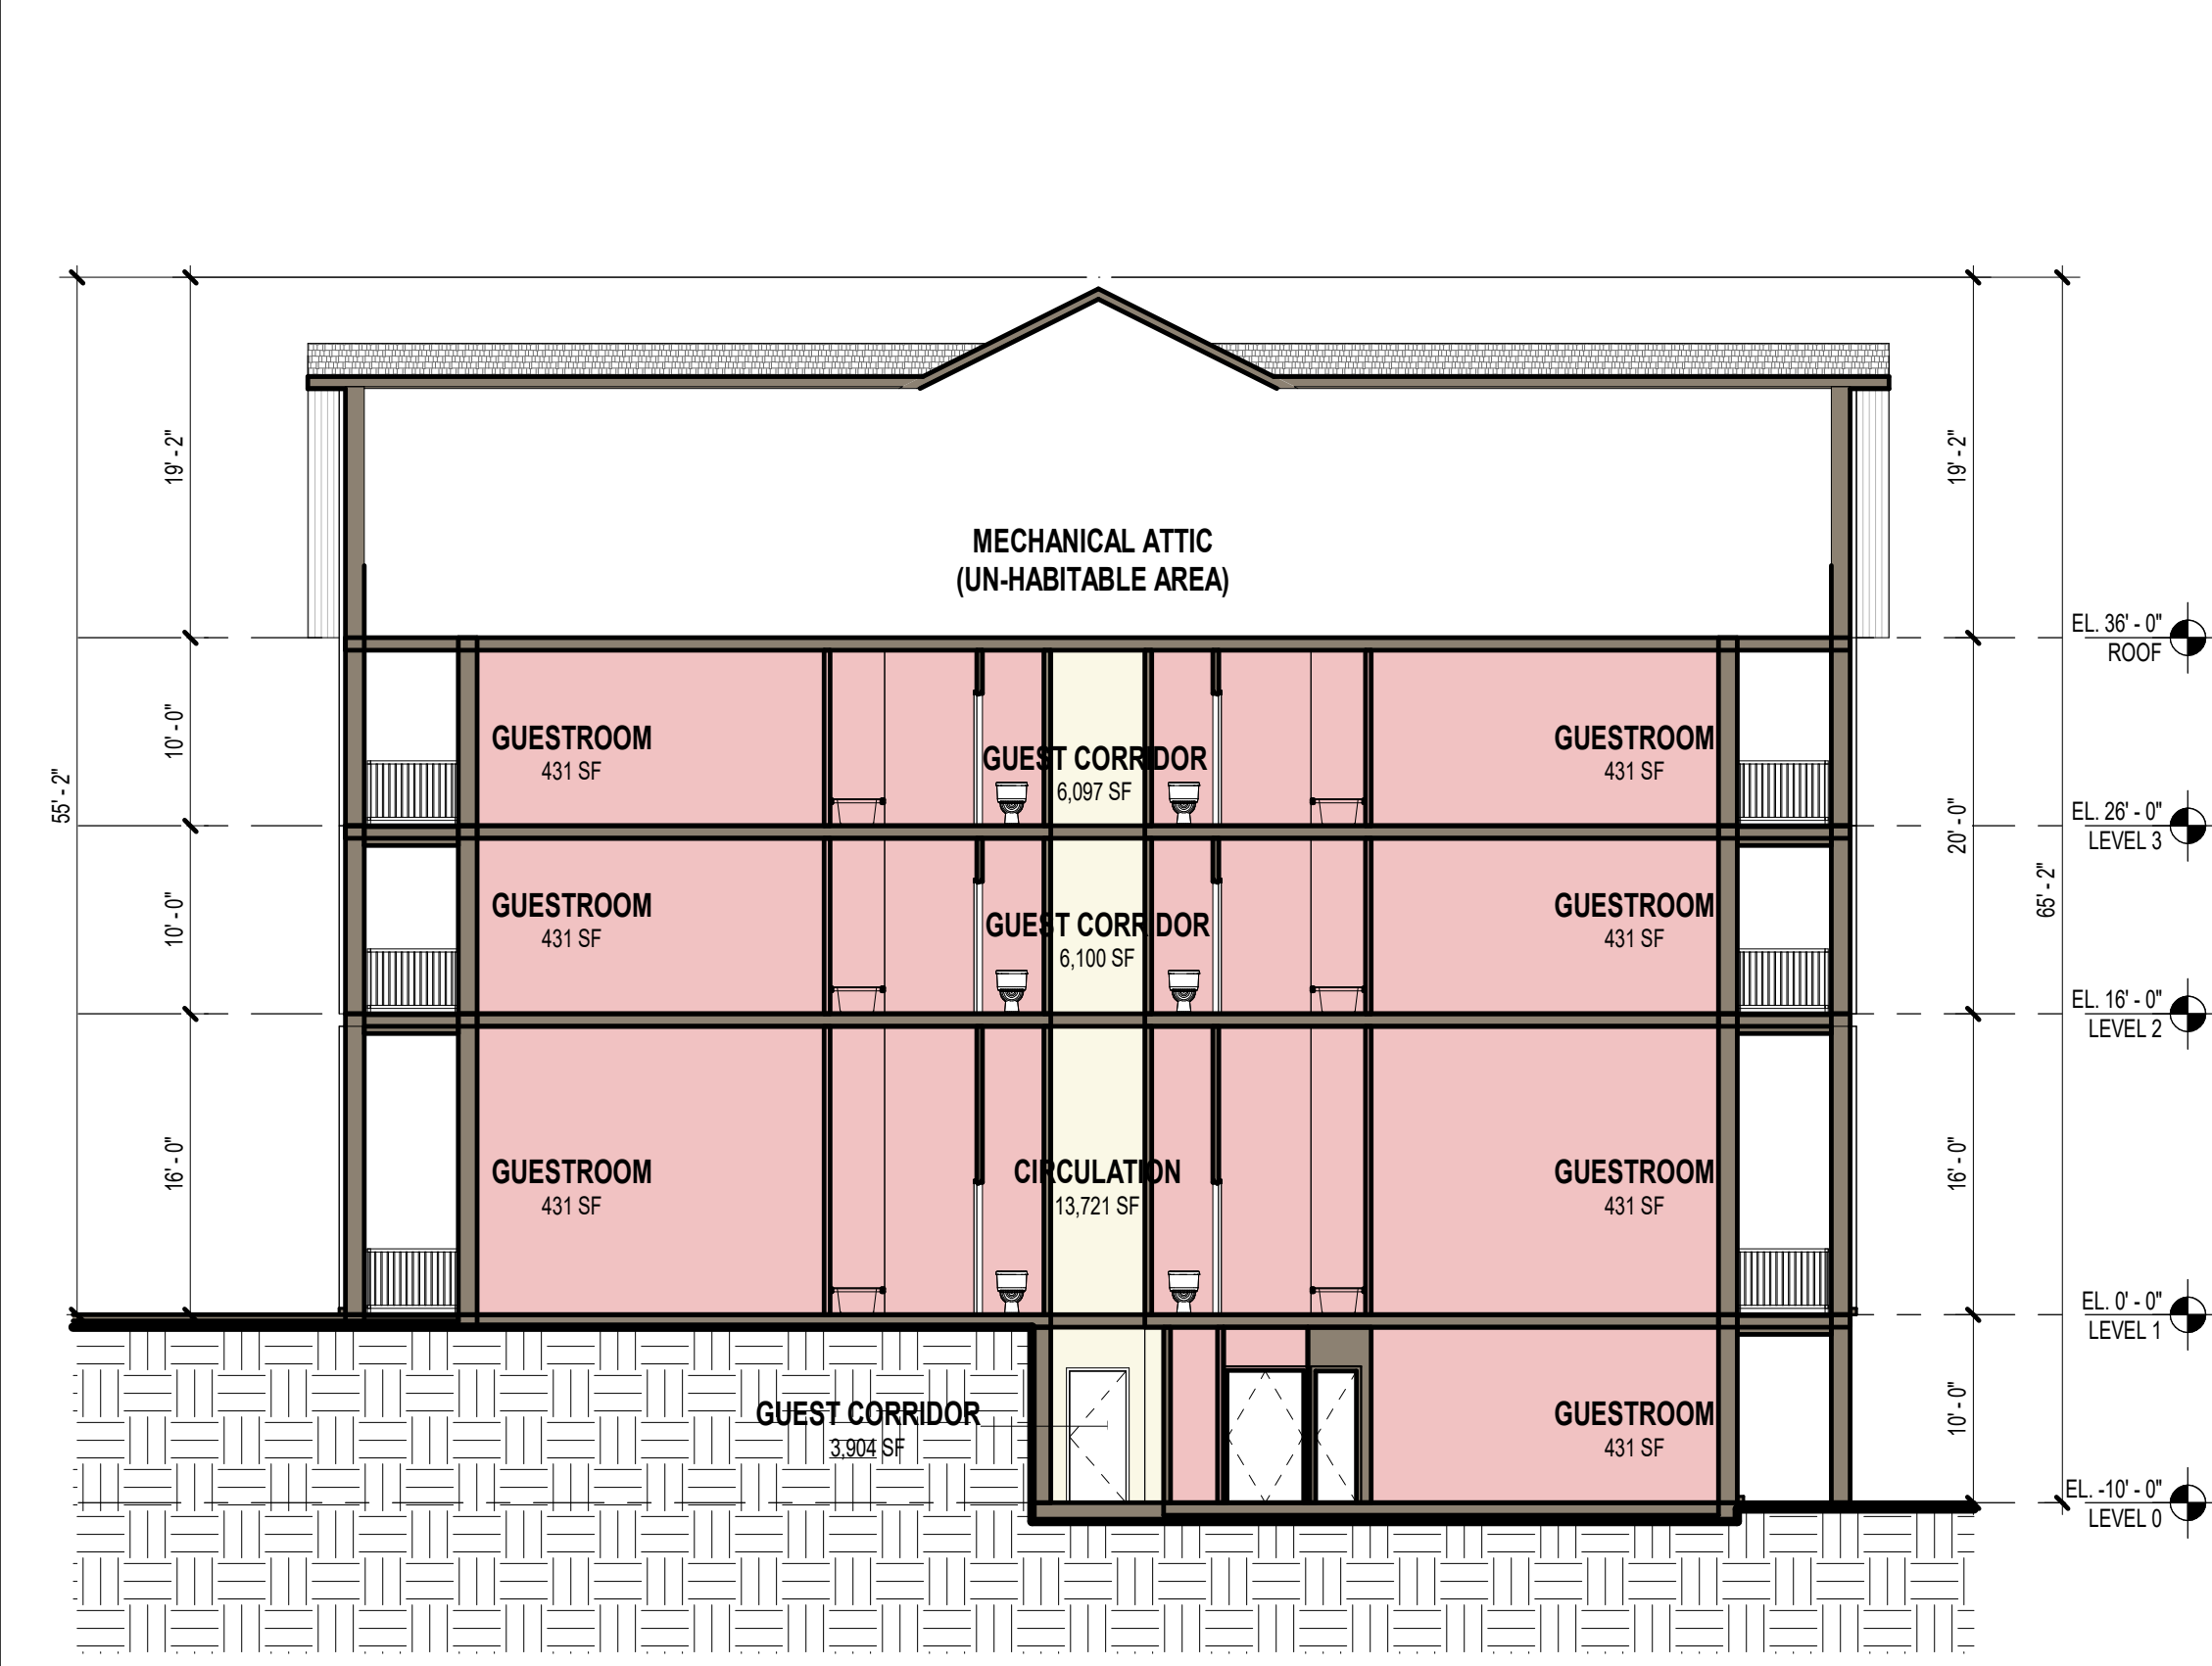 19' - 2"
19' - 2"
MECHANICAL ATTIC
(UN-HABITABLE AREA)
EL. 36' - 0"
ROOF
55' - 2"
10' - 0"
GUESTROOM
431 SF
GUEST CORRIDOR
6,097 SF
GUESTROOM
431 SF
20' - 0"
EL. 26' - 0"
LEVEL 3
65' - 2"
10' - 0"
GUESTROOM
431 SF
GUEST CORRIDOR
6,100 SF
GUESTROOM
431 SF
EL. 16' - 0"
LEVEL 2
16' - 0"
GUESTROOM
431 SF
CIRCULATION
13,721 SF
GUESTROOM
431 SF
16' - 0"
EL. 0' - 0"
LEVEL 1
GUEST CORRIDOR
3,904 SF
GUESTROOM
431 SF
10' - 0"
EL. -10' - 0"
LEVEL 0